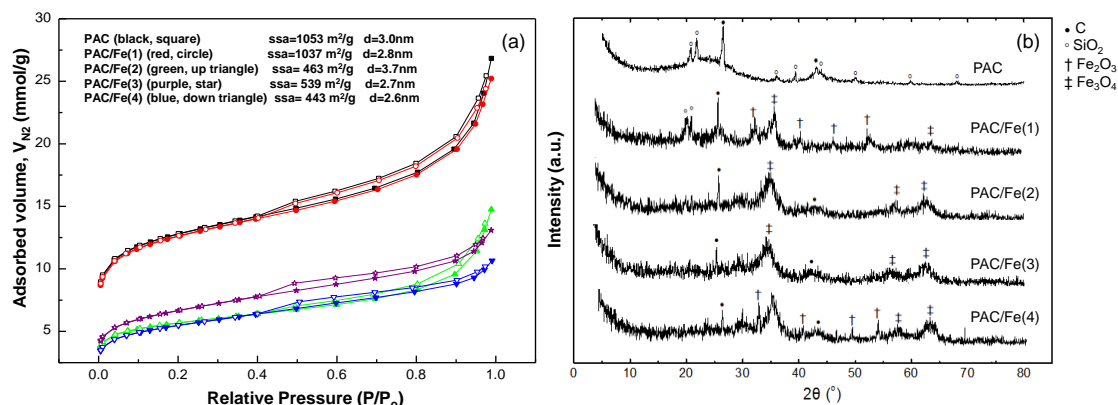 (a)
PAC (black, square) ssa=1053 m²/g d=3.0nm
PAC/Fe(1) (red, circle) ssa=1037 m²/g d=2.8nm
PAC/Fe(2) (green, up triangle) ssa= 463 m²/g d=3.7nm
PAC/Fe(3) (purple, star) ssa= 539 m²/g d=2.7nm
PAC/Fe(4) (blue, down triangle) ssa= 443 m²/g d=2.6nm
Adsorbed volume, V_N2 (mmol/g)
30
25
20
15
10
5
0.0 0.2 0.4 0.6 0.8 1.0
Relative Pressure (P/P₀)
(b)
• C
○ SiO₂
† Fe₂O₃
‡ Fe₃O₄
PAC
PAC/Fe(1)
PAC/Fe(2)
PAC/Fe(3)
PAC/Fe(4)
Intensity (a.u.)
0 10 20 30 40 50 60 70 80
2θ (°)